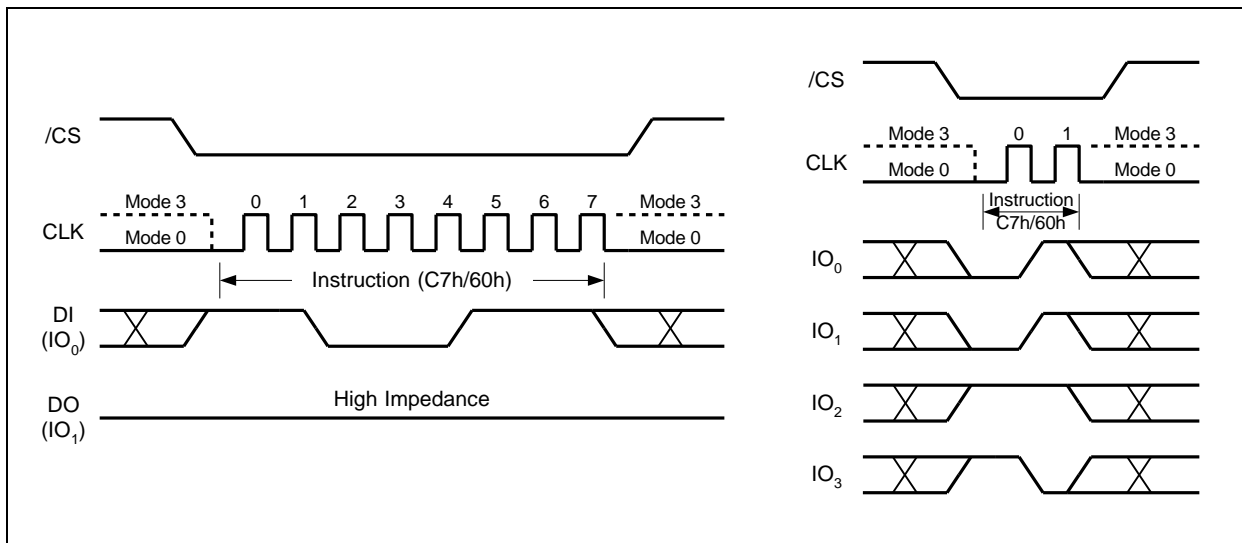 /CS
Mode 3 0 1 2 3 4 5 6 7 Mode 3
CLK Mode 0 Mode 0
Instruction (C7h/60h)
DI
(IO0)
High Impedance
DO
(IO1)
/CS
Mode 3 0 1 Mode 3
CLK Mode 0 Mode 0
Instruction
C7h/60h
IO0
IO1
IO2
IO3